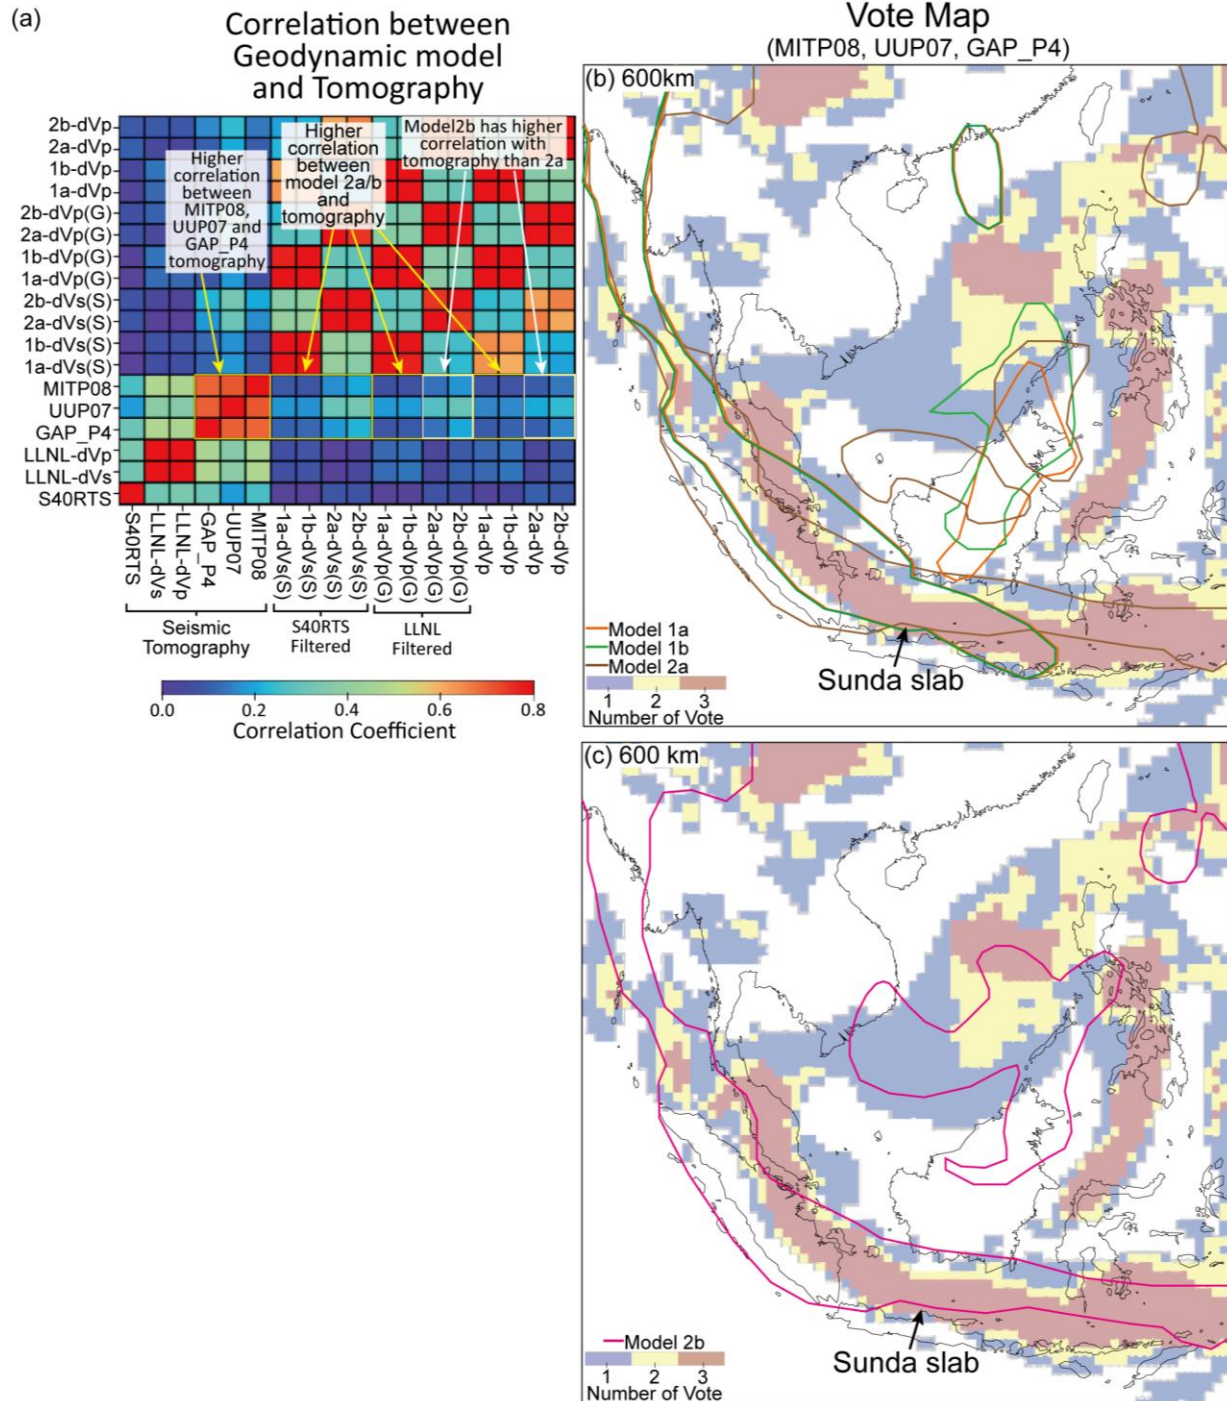 (a)
Correlation between
Geodynamic model
and Tomography
2b-dVp
2a-dVp
1b-dVp
1a-dVp
2b-dVp(G)
2a-dVp(G)
1b-dVp(G)
1a-dVp(G)
2b-dVs(S)
2a-dVs(S)
1b-dVs(S)
1a-dVs(S)
MITP08
UUP07
GAP_P4
LLNL-dVp
LLNL-dVs
S40RTS
Higher
correlation
between
MITP08,
UUP07 and
GAP_P4
tomography
Higher
correlation
between
model 2a/b
and
tomography
Model2b has higher
correlation with
tomography than 2a
S40RTS
LLNL-dVs
LLNL-dVp
GAP_P4
UUP07
MITP08
1a-dVs(S)
1b-dVs(S)
2a-dVs(S)
2b-dVs(S)
1a-dVp(G)
1b-dVp(G)
2a-dVp(G)
2b-dVp(G)
1a-dVp
1b-dVp
2a-dVp
2b-dVp
Seismic
Tomography
S40RTS
Filtered
LLNL
Filtered
0.0 0.2 0.4 0.6 0.8
Correlation Coefficient
Vote Map
(MITP08, UUP07, GAP_P4)
(b) 600km
Model 1a
Model 1b
Model 2a
1 2 3
Number of Vote
Sunda slab
(c) 600 km
Model 2b
1 2 3
Number of Vote
Sunda slab